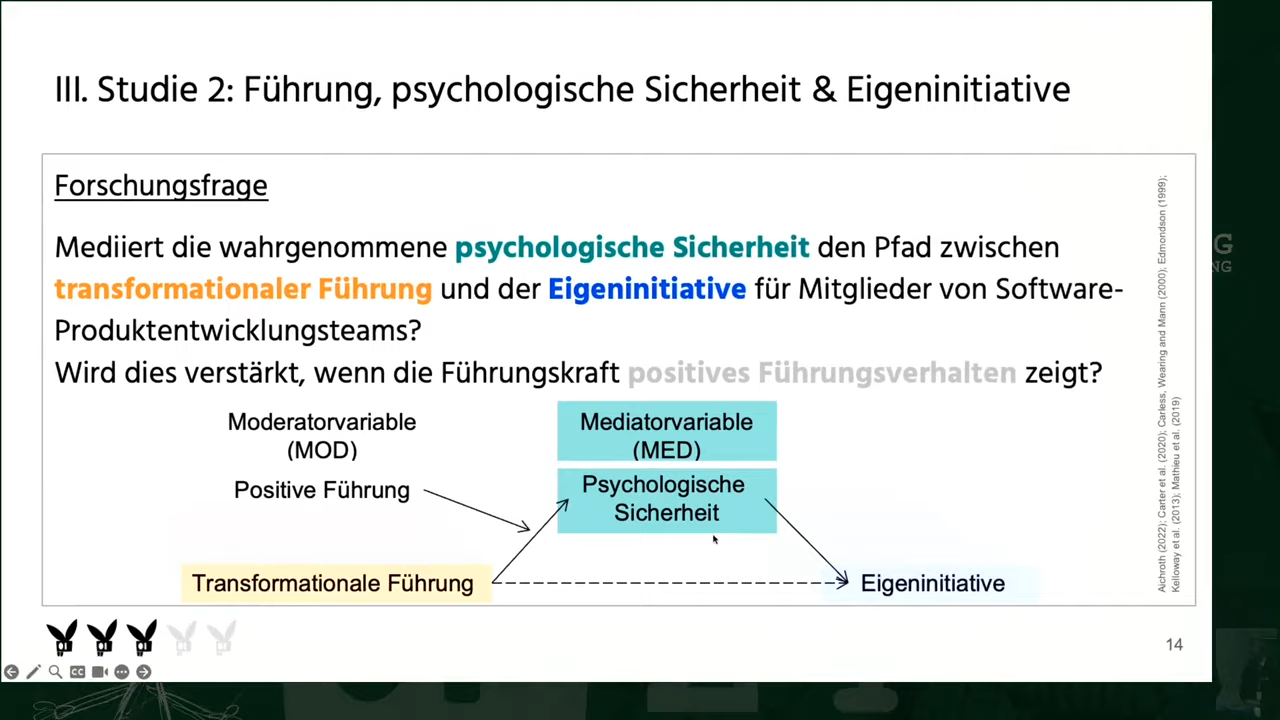 III. Studie 2: Führung, psychologische Sicherheit & Eigeninitiative
Forschungsfrage
Mediiert die wahrgenommene psychologische Sicherheit den Pfad zwischen
transformationaler Führung und der Eigeninitiative für Mitglieder von Software-
Produktentwicklungsteams?
Wird dies verstärkt, wenn die Führungskraft positives Führungsverhalten zeigt?
Moderatorvariable
(MOD)
Positive Führung
Mediatorvariable
(MED)
Psychologische
Sicherheit
Transformationale Führung
Eigeninitiative
Aichroth (2022); Carter et al. (2020); Carless, Wearing and Mann (2000); Edmondson (1999);
Kelloway et al. (2013); Mathieu et al. (2019)
14
CC
G
NG